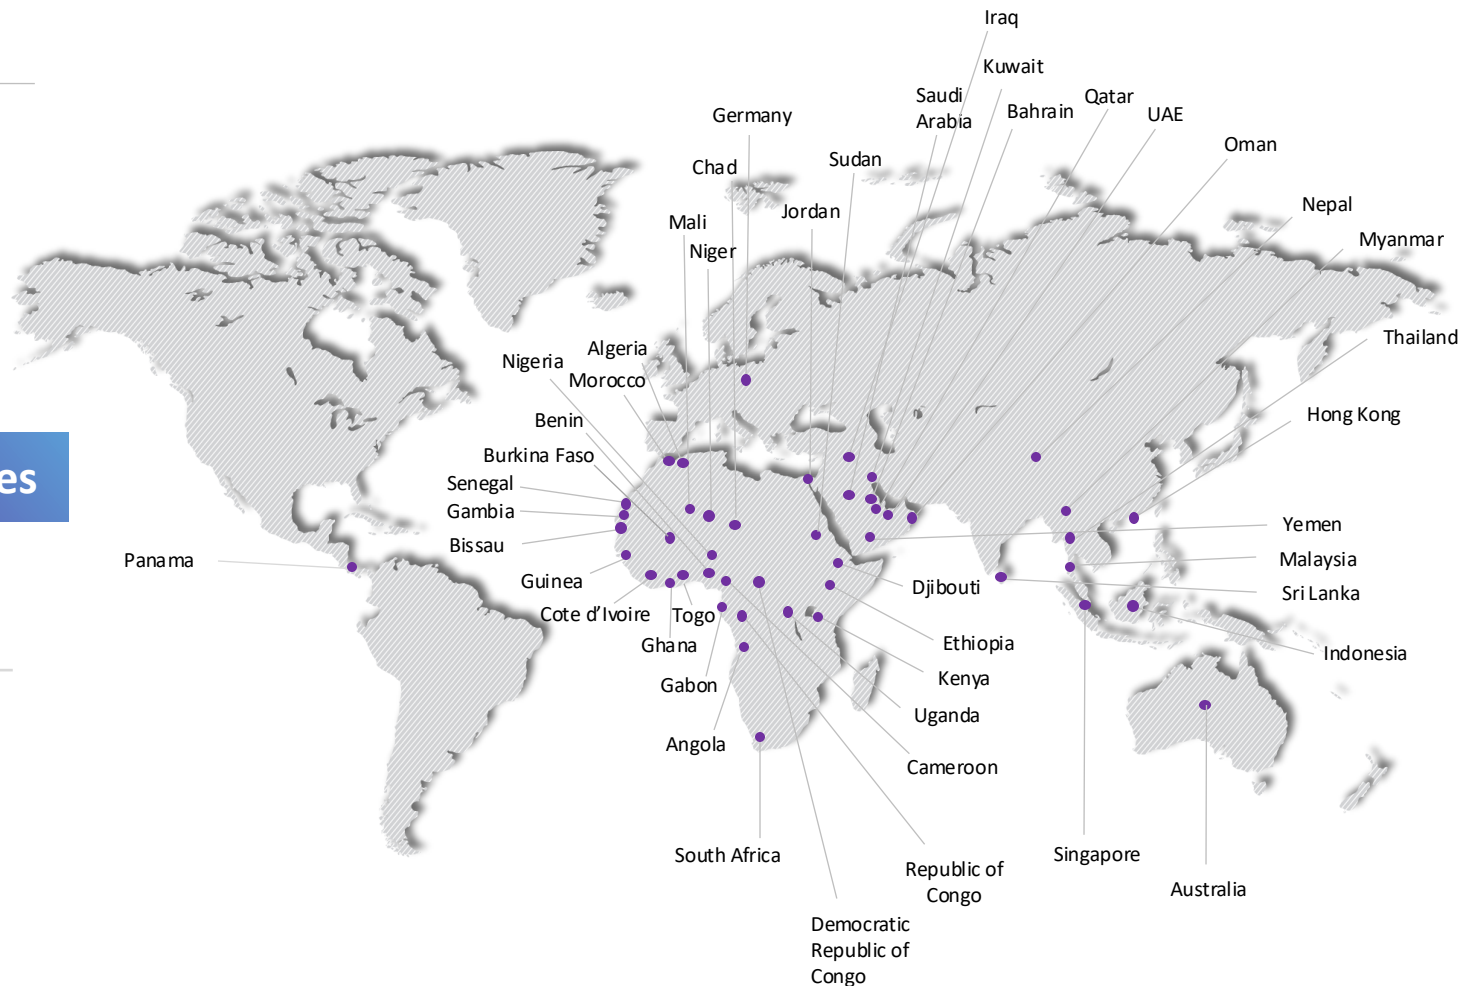 Iraq
Kuwait
Saudi
Arabia
Qatar
Bahrain
UAE
Germany
Oman
Sudan
Chad
Nepal
Jordan
Mali
Myanmar
Niger
Thailand
Algeria
Nigeria
Morocco
Hong Kong
Benin
Burkina Faso
Senegal
es
Gambia
Yemen
Bissau
Malaysia
Panama
Guinea
Djibouti
Sri Lanka
Cote d’Ivoire
Togo
Ghana
Ethiopia
Indonesia
Kenya
Gabon
Uganda
Angola
Cameroon
South Africa
Singapore
Republic of
Congo
Australia
Democratic
Republic of
Congo